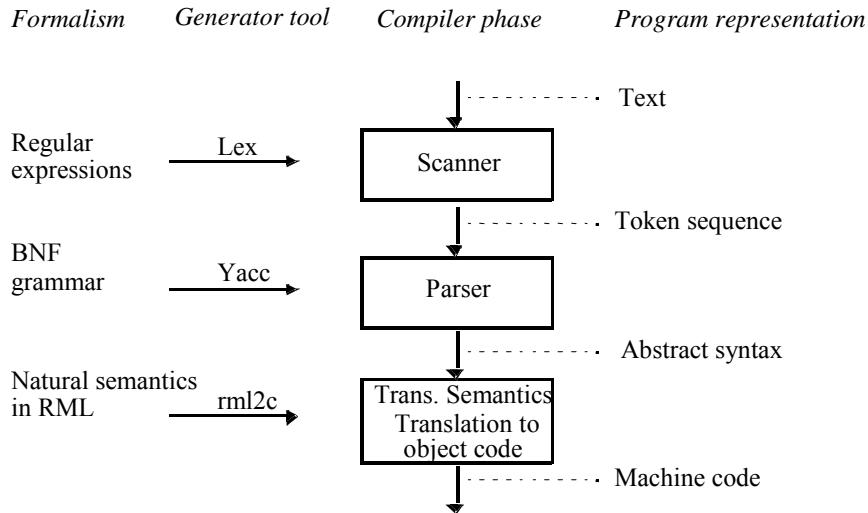 Formalism Generator tool Compiler phase Program representation
Text
Regular
expressions
Lex
Scanner
Token sequence
BNF
grammar
Yacc
Parser
Abstract syntax
Natural semantics
in RML
rml2c
Trans. Semantics
Translation to
object code
Machine code